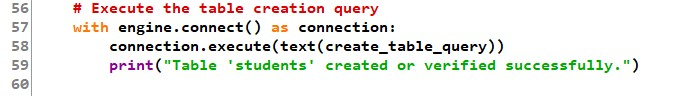 56 # Execute the table creation query
57 with engine.connect() as connection:
58 connection.execute(text(create_table_query))
59 print("Table 'students' created or verified successfully.")
60